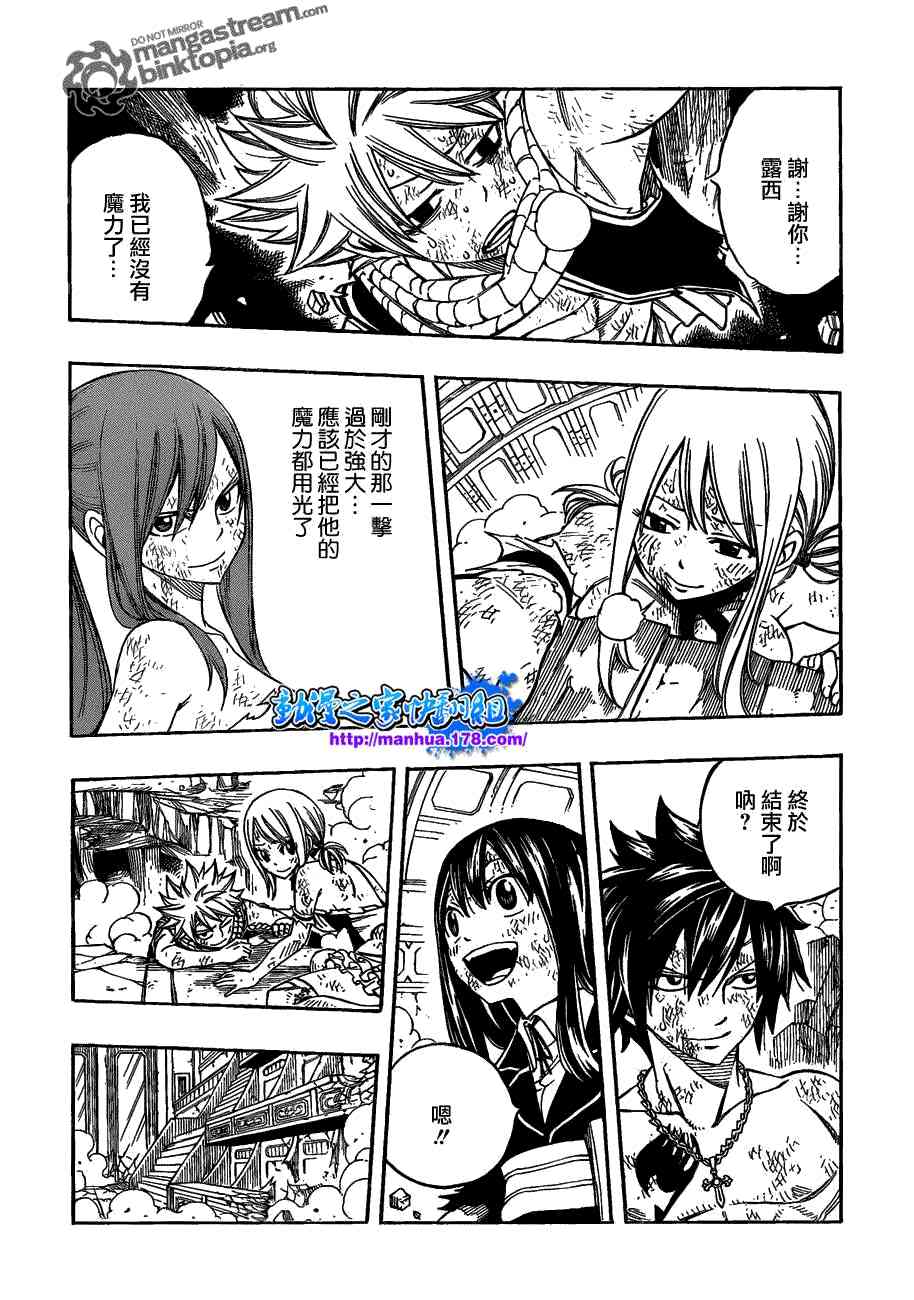 DO NOT MIRROR
mangastream.com
binktopia.org
謝…謝你…
露西
我已經沒有
魔力了…
剛才的那一擊
過於強大…
應該已經把他的
魔力都用光了
動漫之家
http://manhua.178.com/
終於
結束了啊
吶?
嗯!!